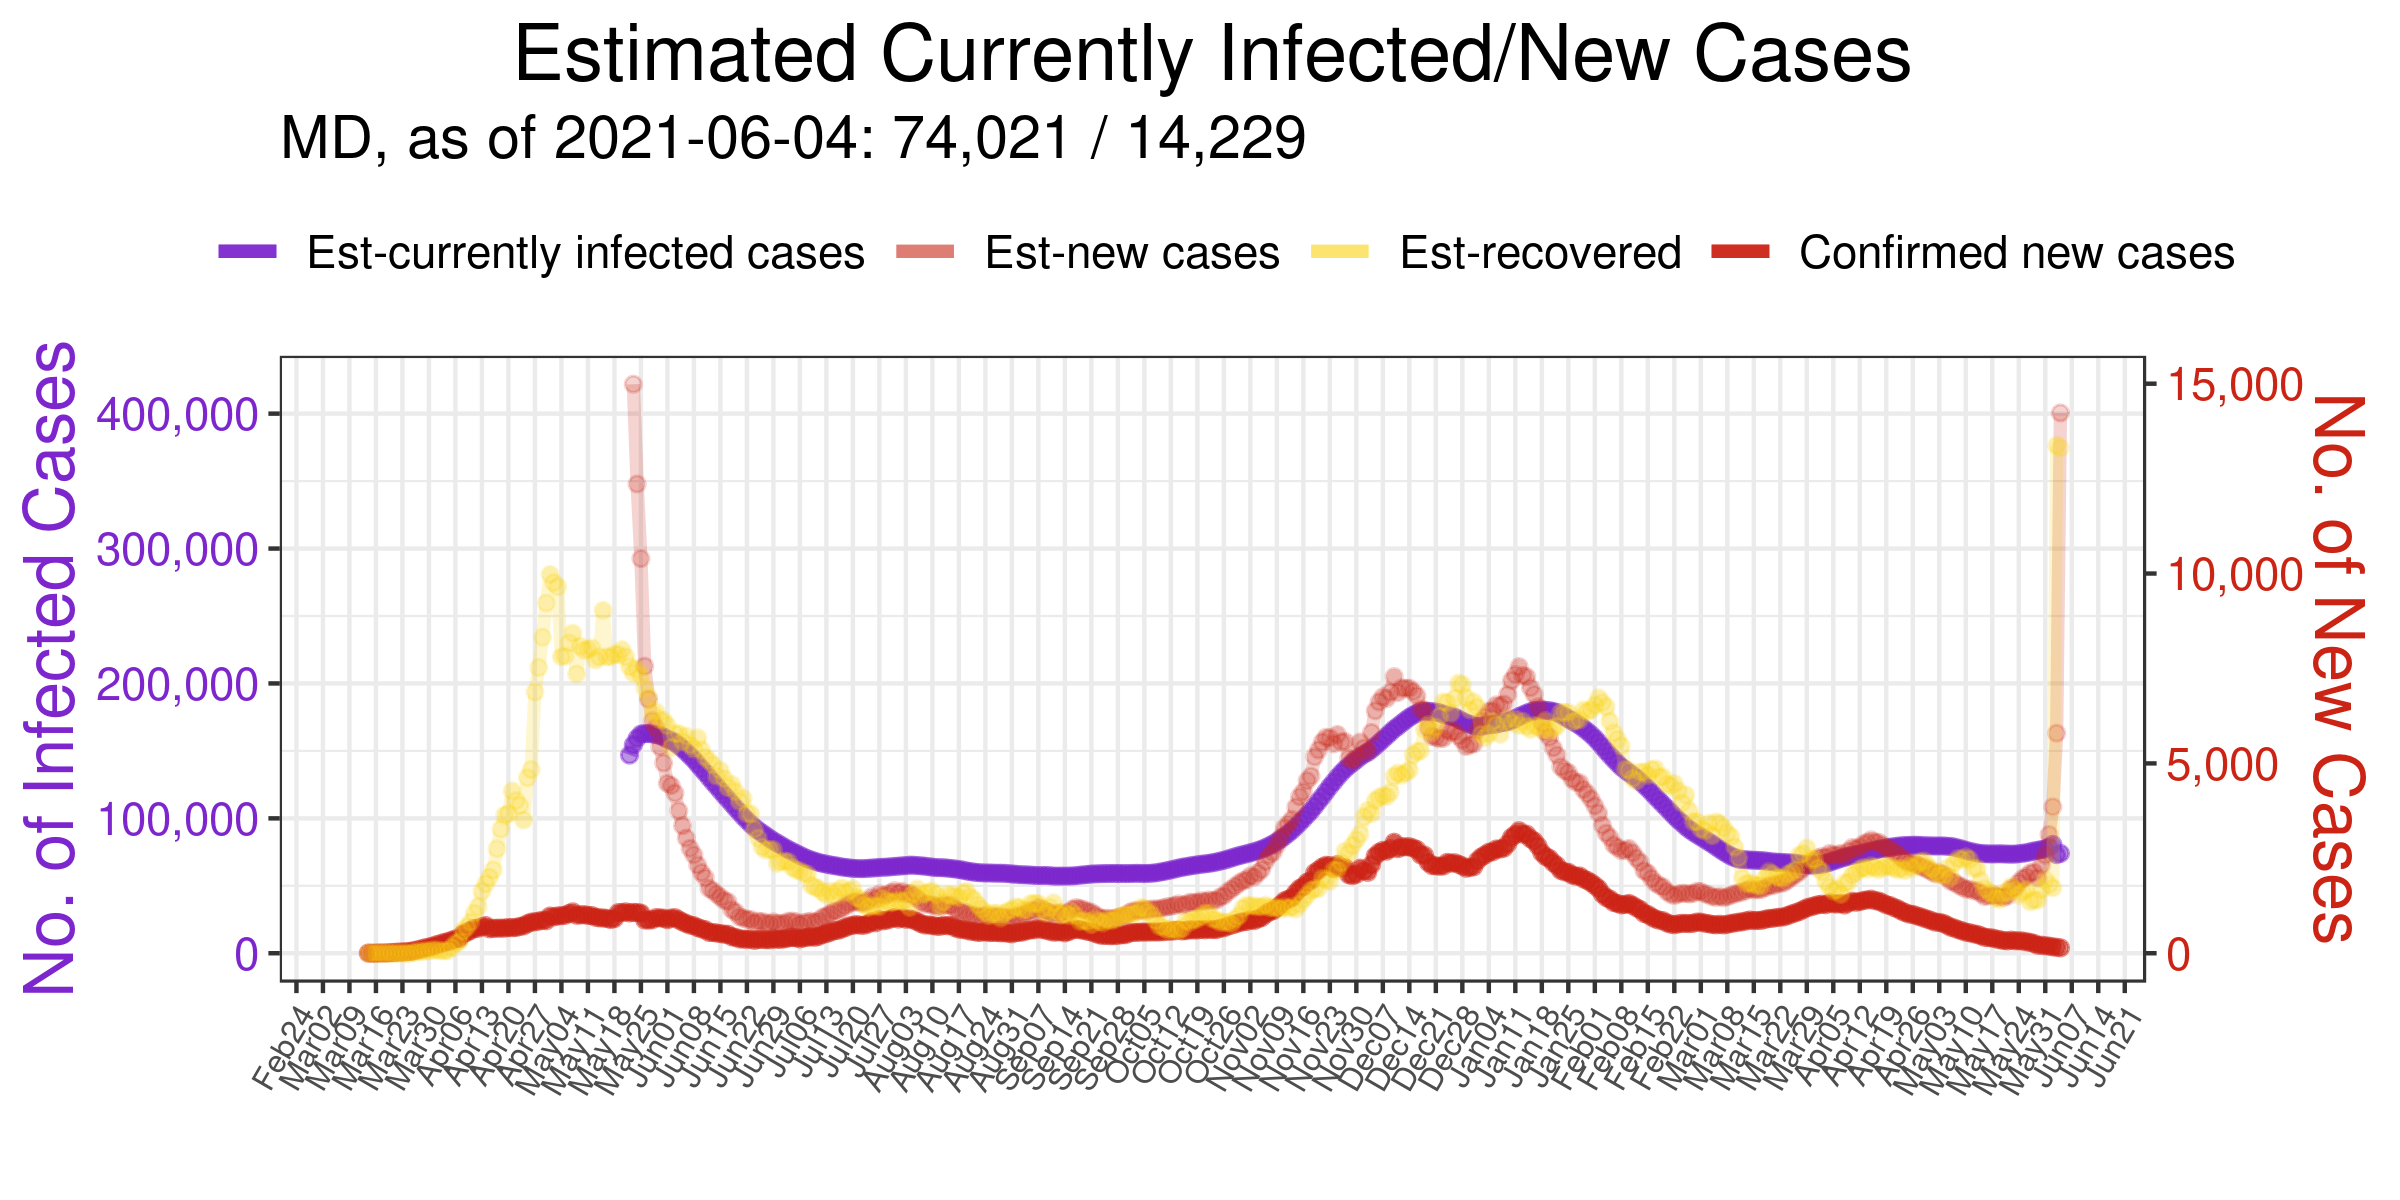 Estimated Currently Infected/New Cases
MD, as of 2021-06-04: 74,021 / 14,229
Est-currently infected cases Est-new cases Est-recovered Confirmed new cases
No. of Infected Cases
400,000
300,000
200,000
100,000
0
15,000
10,000
5,000
0
No. of New Cases
Feb24
Mar02
Mar09
Mar16
Mar23
Mar30
Apr06
Apr13
Apr20
Apr27
May04
May11
May18
May25
Jun01
Jun08
Jun15
Jun22
Jun29
Jul06
Jul13
Jul20
Jul27
Aug03
Aug10
Aug17
Aug24
Aug31
Sep07
Sep14
Sep21
Sep28
Oct05
Oct12
Oct19
Oct26
Nov02
Nov09
Nov16
Nov23
Nov30
Dec07
Dec14
Dec21
Dec28
Jan04
Jan11
Jan18
Jan25
Feb01
Feb08
Feb15
Feb22
Mar01
Mar08
Mar15
Mar22
Mar29
Apr05
Apr12
Apr19
Apr26
May03
May10
May17
May24
May31
Jun07
Jun14
Jun21